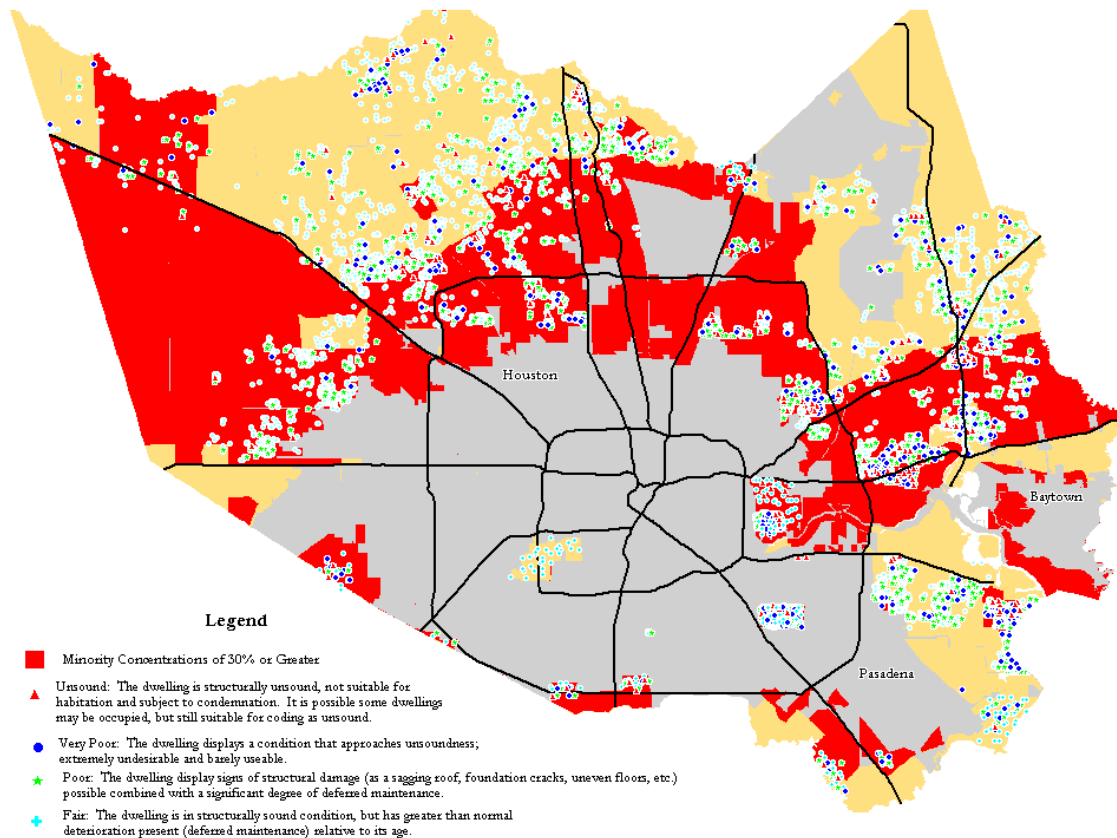 Houston
Baytown
Pasadena
Legend
Minority Concentrations of 30% or Greater
Unsound: The dwelling is structurally unsound, not suitable for
habitation and subject to condemnation. It is possible some dwellings
may be occupied, but still suitable for coding as unsound.
Very Poor: The dwelling displays a condition that approaches unsoundness;
extremely undesirable and barely useable.
Poor: The dwelling display signs of structural damage (as a sagging roof, foundation cracks, uneven floors, etc.)
possible combined with a significant degree of deferred maintenance.
Fair: The dwelling is in structurally sound condition, but has greater than normal
deterioration present (deferred maintenance) relative to its age.